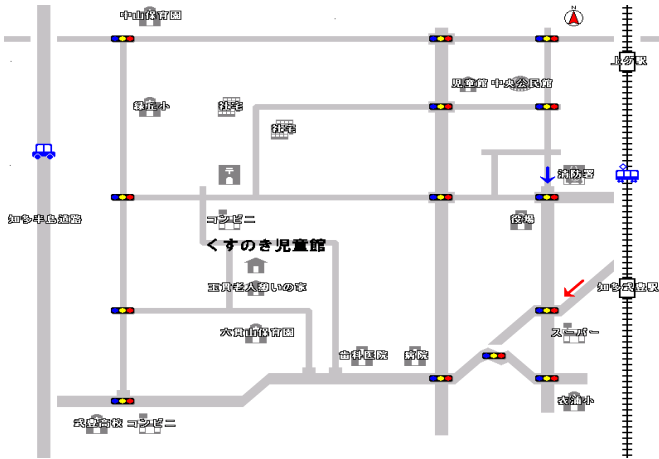 中山保育園
上ゲ駅
児童館 中央公民館
緑丘小
社宅
社宅
〒
消防署
知多半島道路
コンビニ
役場
くすのき児童館
玉貫老人憩いの家
知多武豊駅
六貫山保育園
スーパー
歯科医院
病院
衣浦小
武豊高校
コンビニ